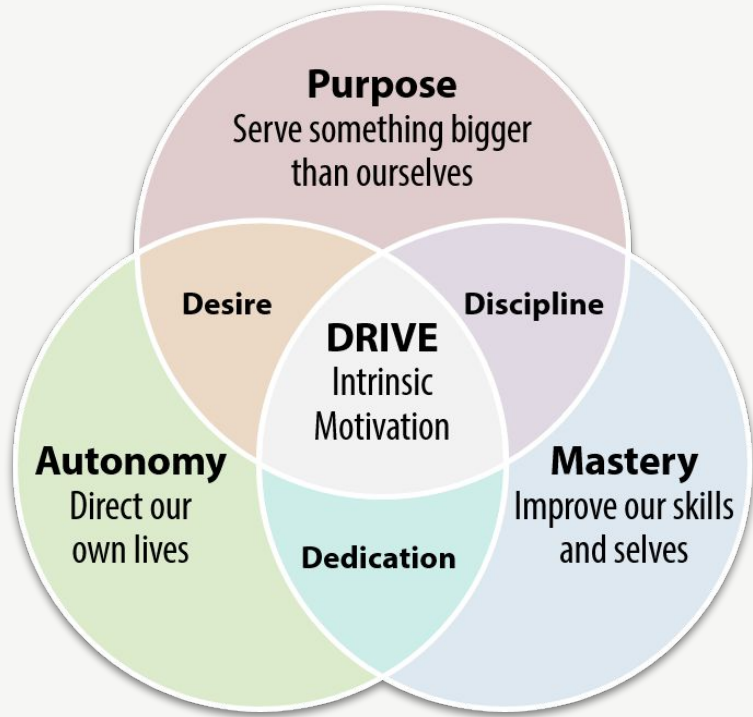 Purpose
Serve something bigger
than ourselves
Desire
Discipline
DRIVE
Intrinsic
Motivation
Autonomy
Direct our
own lives
Mastery
Improve our skills
and selves
Dedication